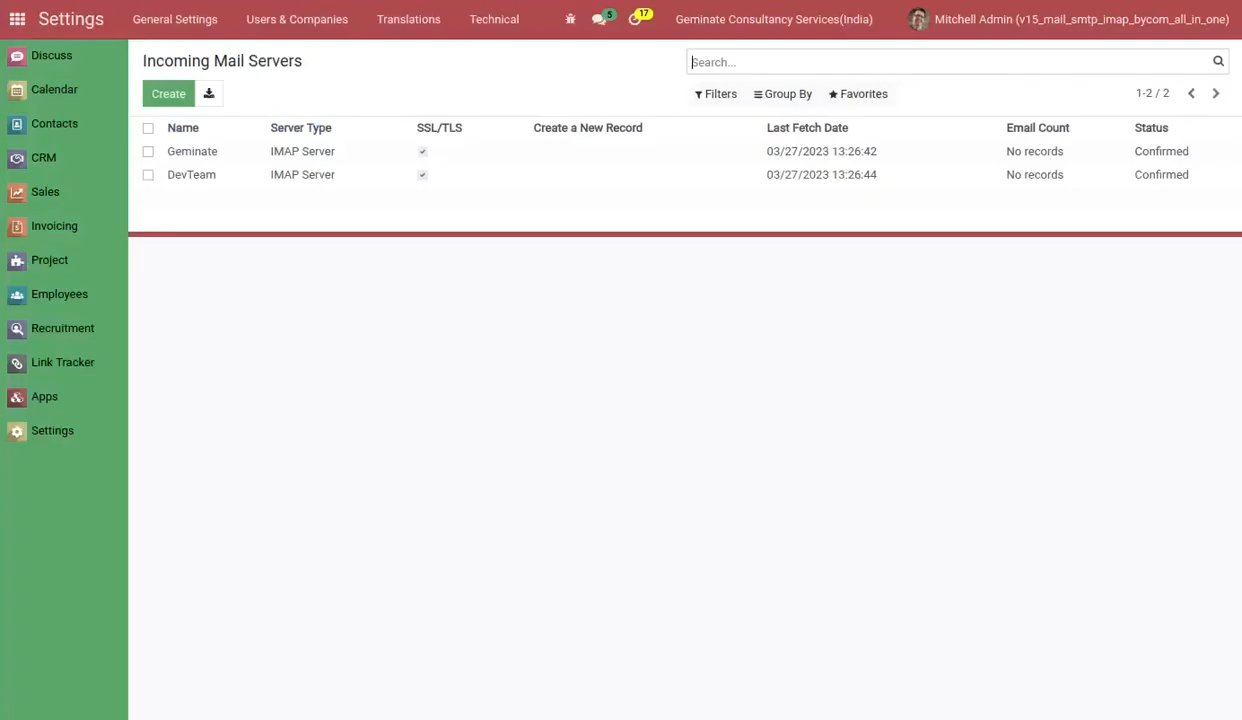 Settings General Settings Users & Companies Translations Technical 5 17 Geminate Consultancy Services(India) Mitchell Admin (v15_mail_smtp_imap_bycom_all_in_one)
Discuss
Calendar
Contacts
CRM
Sales
Invoicing
Project
Employees
Recruitment
Link Tracker
Apps
Settings
Incoming Mail Servers
Search...
Create
Filters Group By Favorites 1-2 / 2
Name Server Type SSL/TLS Create a New Record Last Fetch Date Email Count Status
Geminate IMAP Server 03/27/2023 13:26:42 No records Confirmed
DevTeam IMAP Server 03/27/2023 13:26:44 No records Confirmed